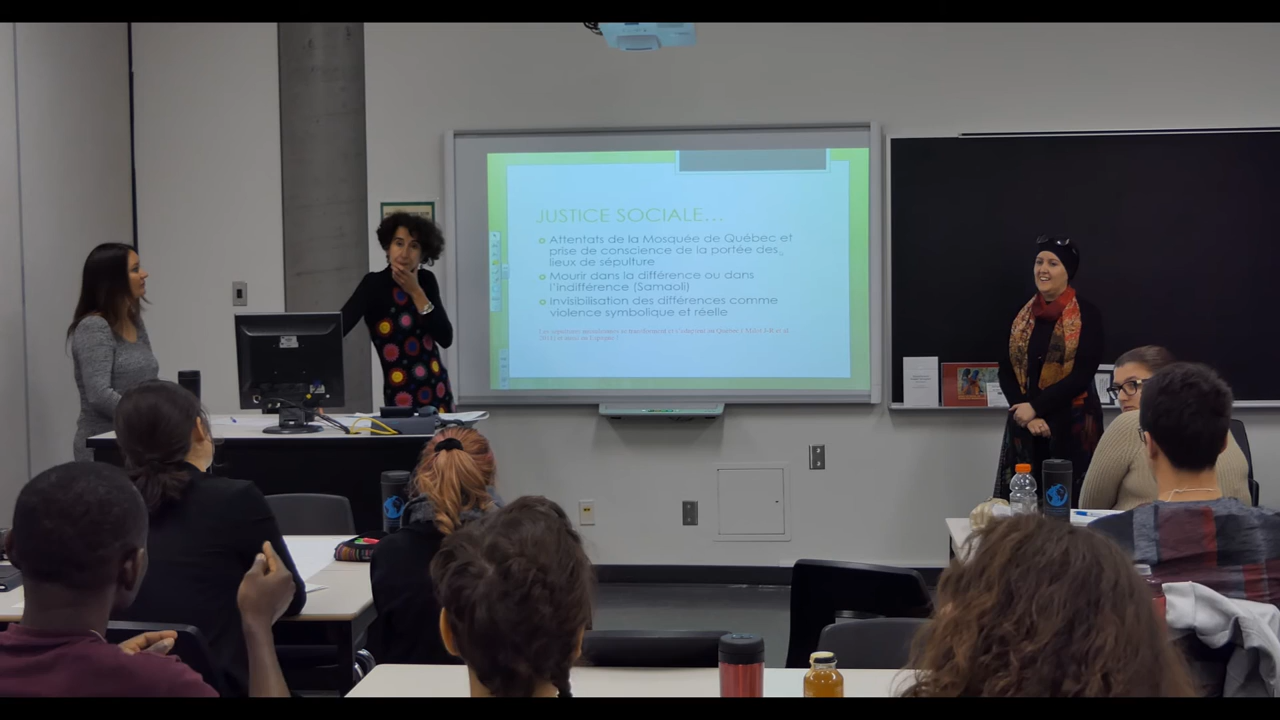 JUSTICE SOCIALE...
Attentats de la Mosquée de Québec et
prise de conscience de la portée des
lieux de sépulture
Mourir dans la différence ou dans
l'indifférence (Samaoli)
Invisibilisation des différences comme
violence symbolique et réelle